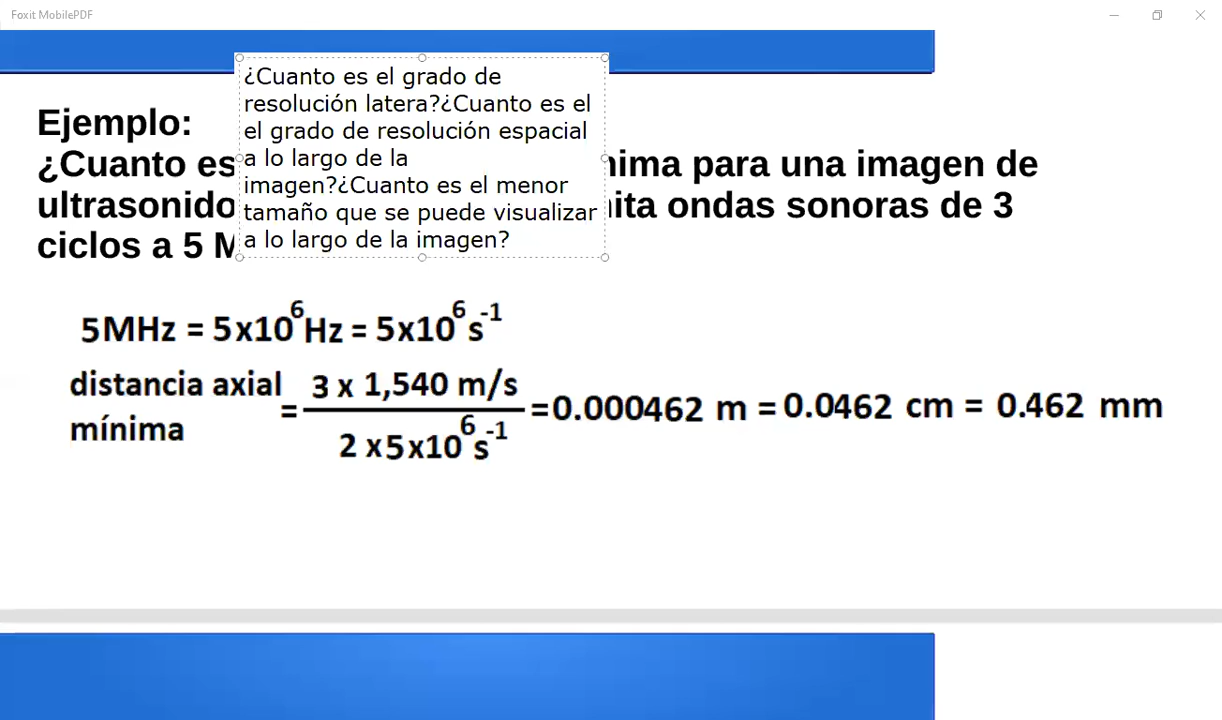 Foxit MobilePDF
¿Cuanto es el grado de
resolución latera?¿Cuanto es el
el grado de resolución espacial
a lo largo de la
imagen?¿Cuanto es el menor
tamaño que se puede visualizar
a lo largo de la imagen?
Ejemplo:
¿Cuanto es para una imagen de
ultrasonido ondas sonoras de 3
ciclos a 5
5MHz = 5x10⁶Hz = 5x10⁶s⁻¹
distancia axial mínima = 3 x 1,540 m/s / 2 x 5x10⁶s⁻¹ = 0.000462 m = 0.0462 cm = 0.462 mm